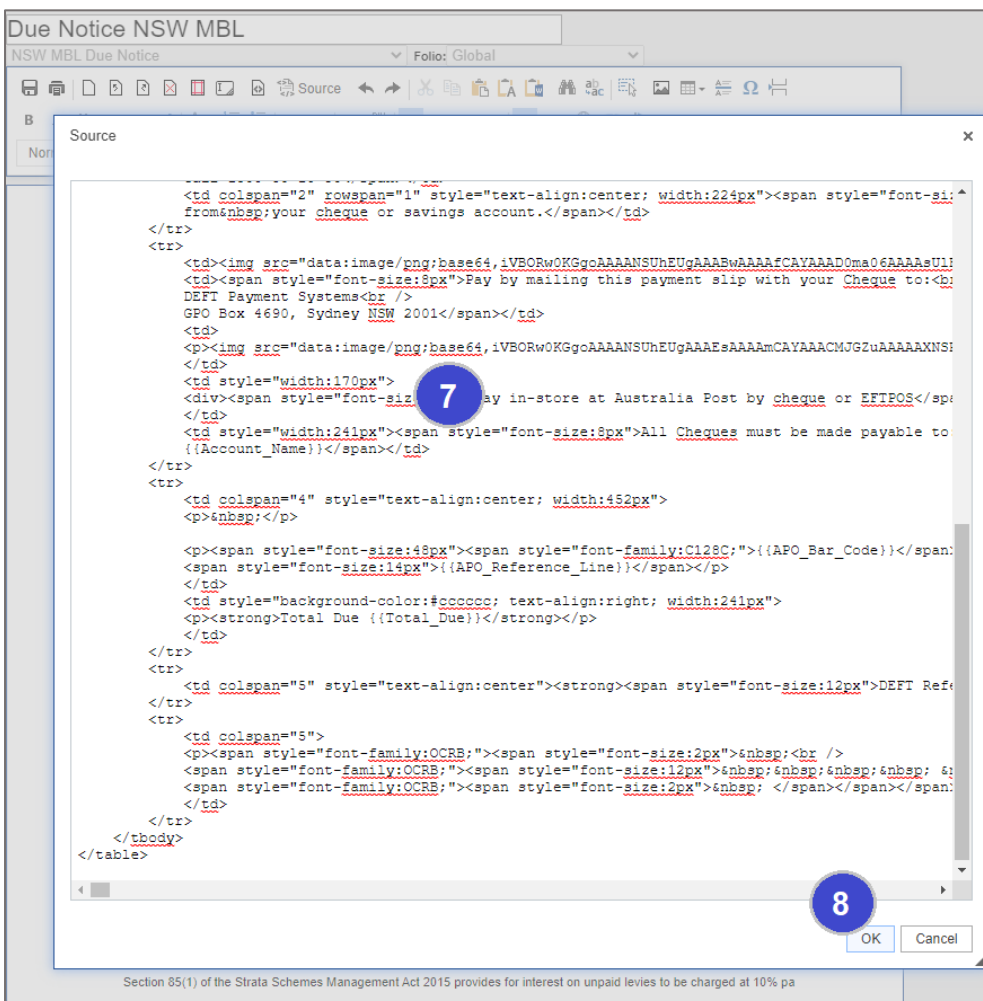 Due Notice NSW MBL
NSW MBL Due Notice Folio: Global
Source
B
Source ×
<td colspan="2" rowspan="1" style="text-align:center; width:224px"><span style="font-si
from&nbsp;your cheque or savings account.</span></td>
</tr>
<tr>
<td><img src="data:image/png;base64,iVBORw0KGgoAAAANSUhEUgAAABwAAAAfCAYAAAD0ma06AAAAsUlE
<td><span style="font-size:8px">Pay by mailing this payment slip with your Cheque to:<b
DEFT Payment Systems<br />
GPO Box 4690, Sydney NSW 2001</span></td>
<td>
<p><img src="data:image/png;base64,iVBORw0KGgoAAAANSUhEUgAAAEsAAAAmCAYAAACMJGZuAAAAAXNS
</td>
<td style="width:170px">
<div><span style="font-siz 7 ay in-store at Australia Post by cheque or EFTPOS</spa
</td>
<td style="width:241px"><span style="font-size:8px">All Cheques must be made payable to
{{Account_Name}}</span></td>
</tr>
<tr>
<td colspan="4" style="text-align:center; width:452px">
<p>&nbsp;</p>
<p><span style="font-size:48px"><span style="font-family:C128C;">{{APO_Bar_Code}}</span
<span style="font-size:14px">{{APO_Reference_Line}}</span></p>
</td>
<td style="background-color:#cccccc; text-align:right; width:241px">
<p><strong>Total Due {{Total_Due}}</strong></p>
</td>
</tr>
<tr>
<td colspan="5" style="text-align:center"><strong><span style="font-size:12px">DEFT Refe
</tr>
<tr>
<td colspan="5">
<p><span style="font-family:OCRB;"><span style="font-size:2px">&nbsp;<br />
<span style="font-family:OCRB;"><span style="font-size:12px">&nbsp;&nbsp;&nbsp;&nbsp; &n
<span style="font-family:OCRB;"><span style="font-size:2px">&nbsp; </span></span></span
</td>
</tr>
</tbody>
</table>
8
OK Cancel
Section 85(1) of the Strata Schemes Management Act 2015 provides for interest on unpaid levies to be charged at 10% pa